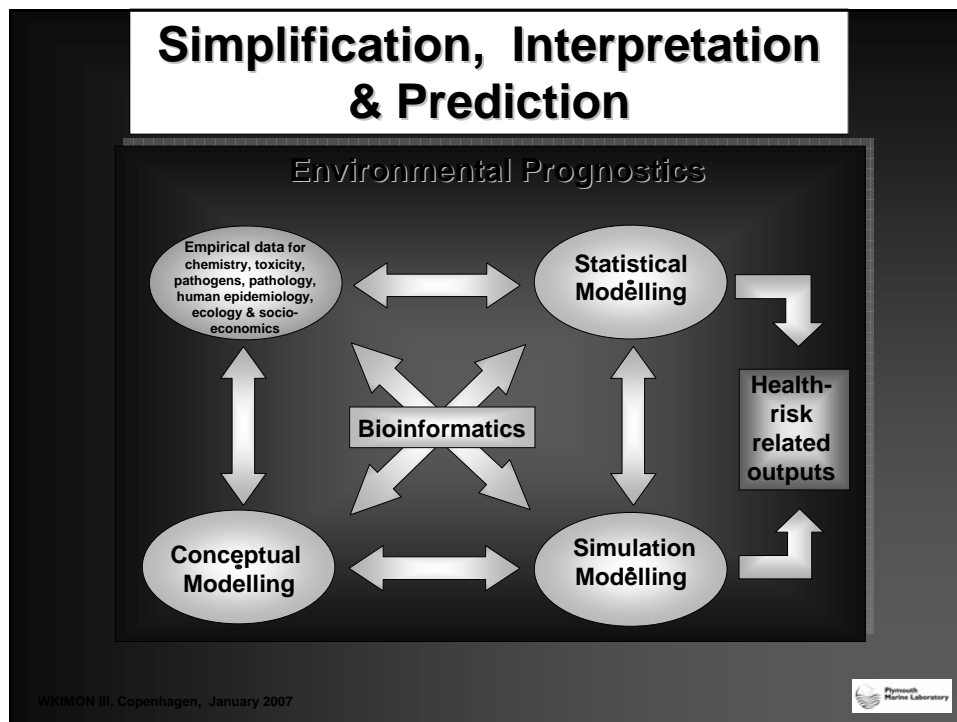 Simplification, Interpretation
& Prediction
Environmental Prognostics
Empirical data for
chemistry, toxicity,
pathogens, pathology,
human epidemiology,
ecology & socio-
economics
Statistical
Modelling
Bioinformatics
Health-
risk
related
outputs
Conceptual
Modelling
Simulation
Modelling
WKIMON III, Copenhagen, January 2007
Plymouth
Marine Laboratory